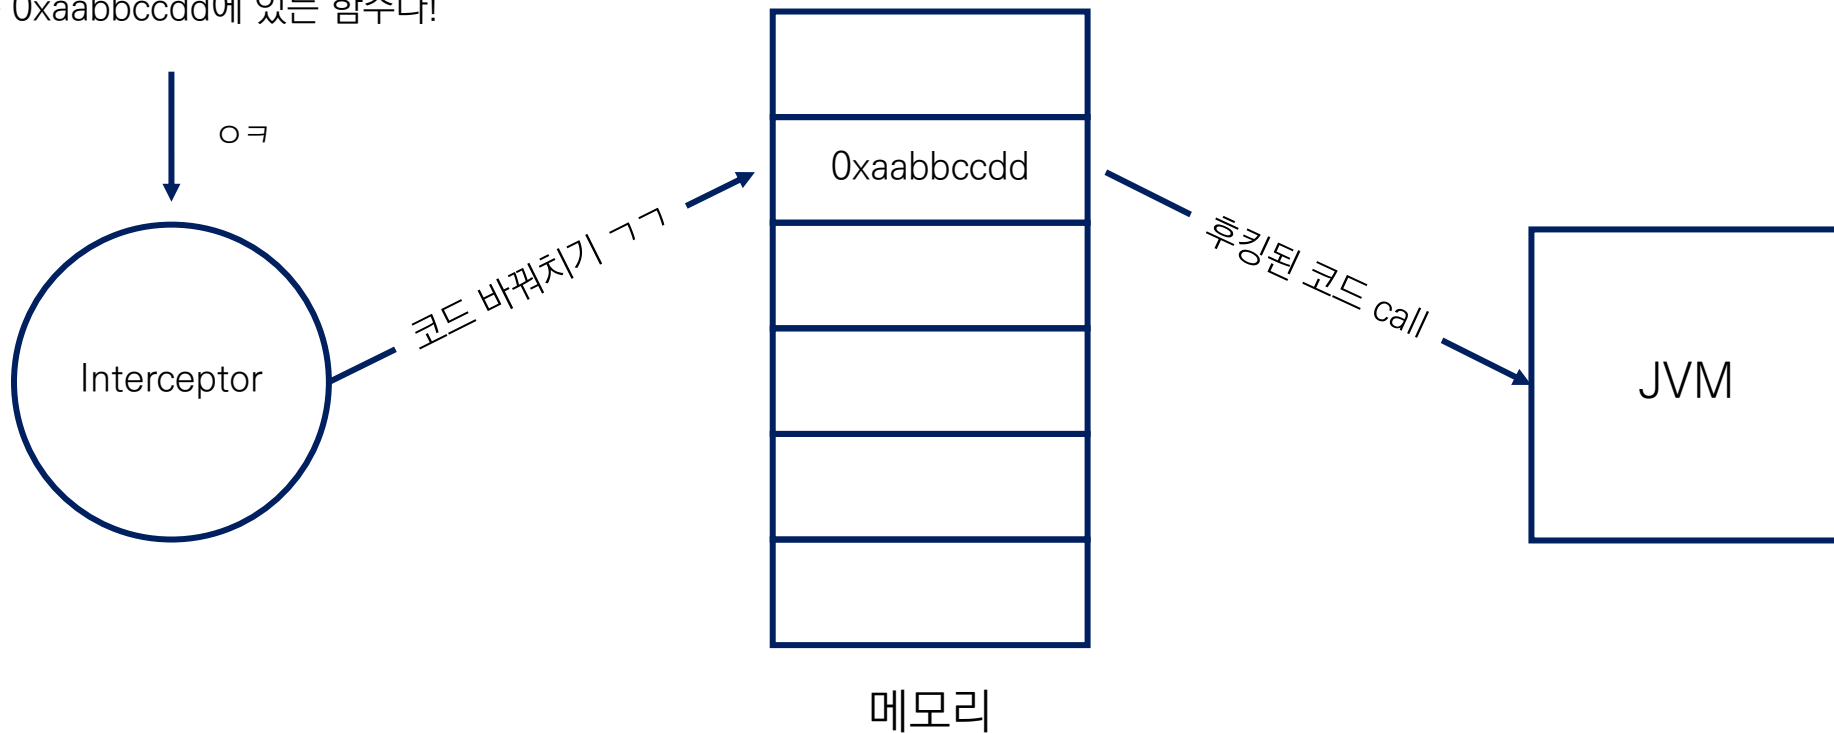 0xaabbccdd에 있는 함수다!
ㅇㅋ
0xaabbccdd
코드 바꿔치기 ㄱㄱ
후킹된 코드 call
Interceptor
JVM
메모리